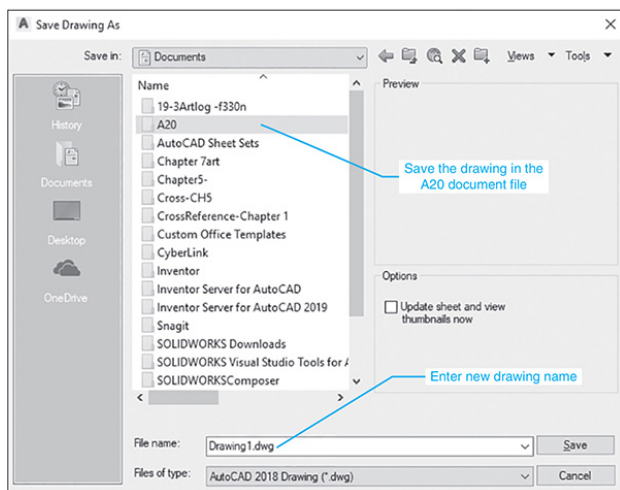 Save Drawing As
Save in:
Documents
Views
Tools
Name
19-3Artlog -f330n
A20
AutoCAD Sheet Sets
Chapter 7art
Chapter5-
Cross-CH5
CrossReference-Chapter 1
Custom Office Templates
CyberLink
Inventor
Inventor Server for AutoCAD
Inventor Server for AutoCAD 2019
Snagit
SOLIDWORKS Downloads
SOLIDWORKS Visual Studio Tools for A
SOLIDWORKSComposer
History
Documents
Desktop
OneDrive
Preview
Save the drawing in the
A20 document file
Options
Update sheet and view
thumbnails now
Enter new drawing name
File name:
Drawing1.dwg
Save
Files of type:
AutoCAD 2018 Drawing (*.dwg)
Cancel